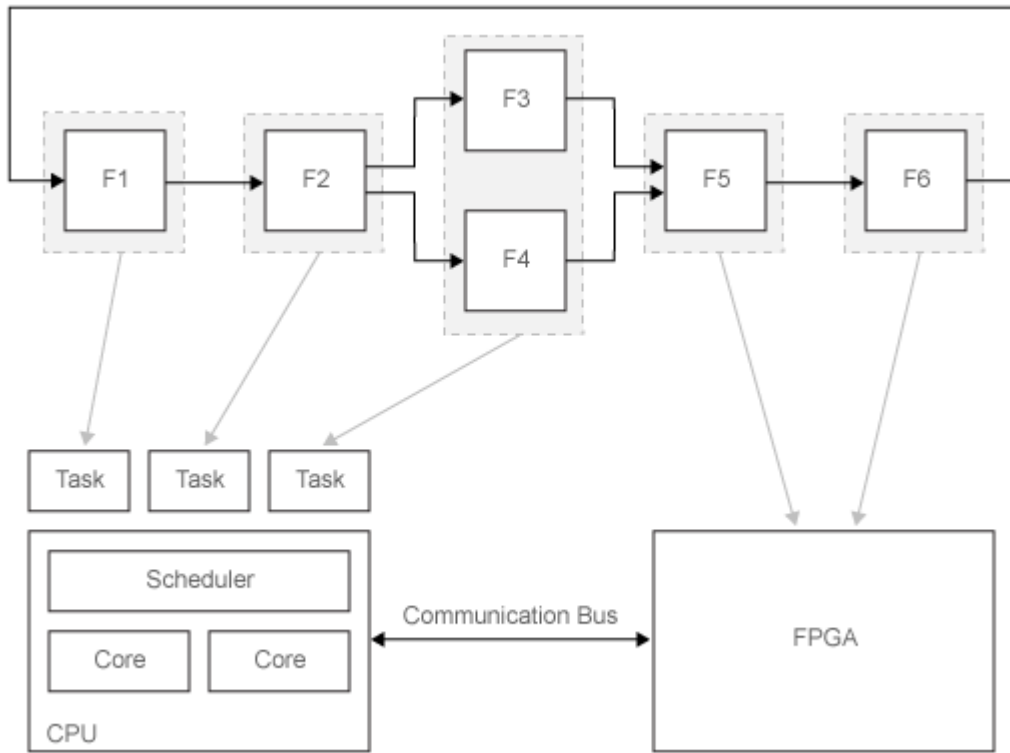 F3
F1
F2
F5
F6
F4
Task
Task
Task
Scheduler
Communication Bus
FPGA
Core
Core
CPU